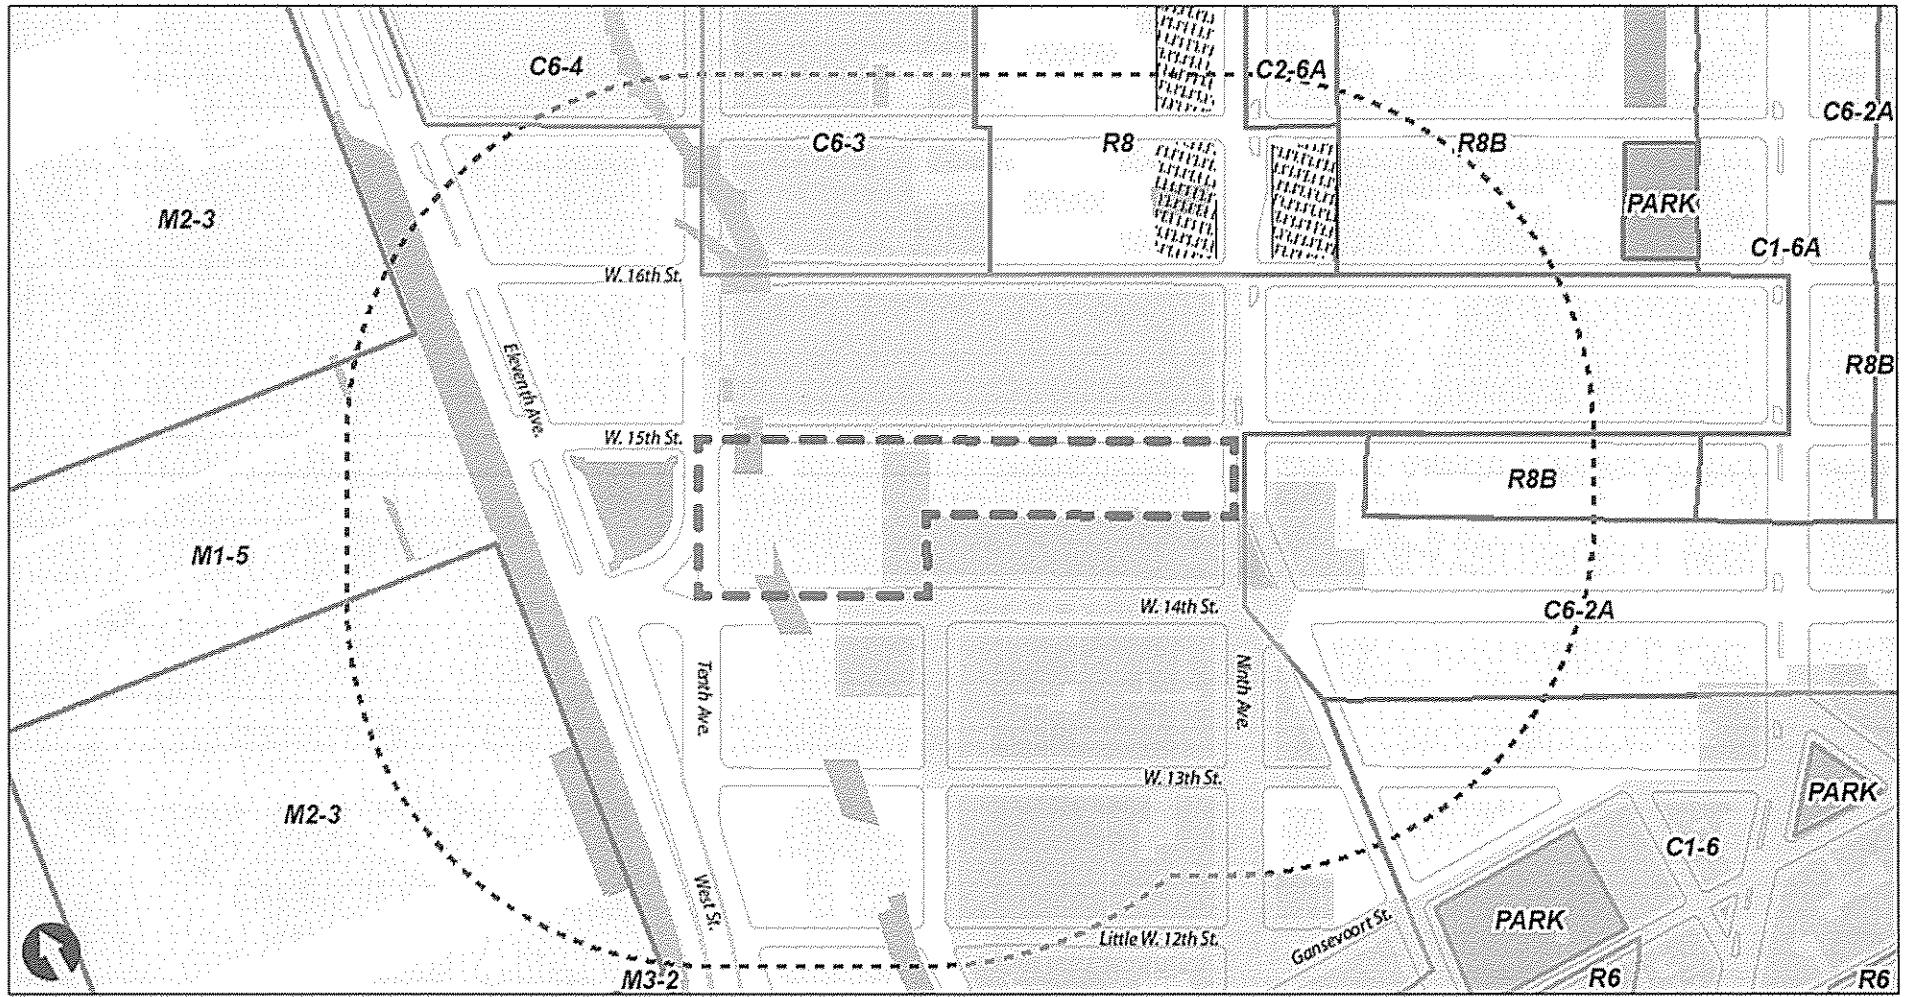 C6-4
C2-6A
C6-2A
C6-3
R8
R8B
M2-3
PARK
C1-6A
W. 16th St.
Eleventh Ave.
R8B
W. 15th St.
R8B
M1-5
W. 14th St.
C6-2A
Tenth Ave.
Ninth Ave.
W. 13th St.
PARK
M2-3
C1-6
West St.
PARK
Gansevoort St.
Little W. 12th St.
M3-2
R6
R6